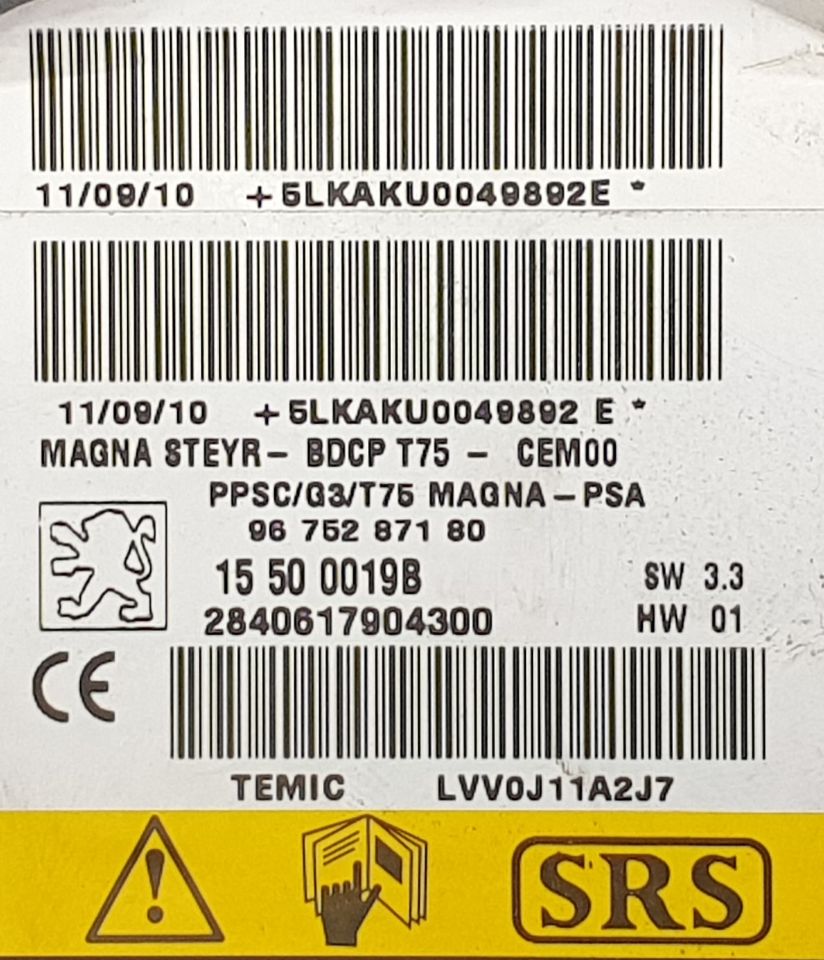 11/09/10 +5LKAKU0049892E *
11/09/10 +5LKAKU0049892 E *
MAGNA STEYR- BDCP T75 - CEM00
PPSC/G3/T75 MAGNA-PSA
96 752 871 80
15 50 0019B SW 3.3
2840617904300 HW 01
CE
TEMIC LVV0J11A2J7
SRS